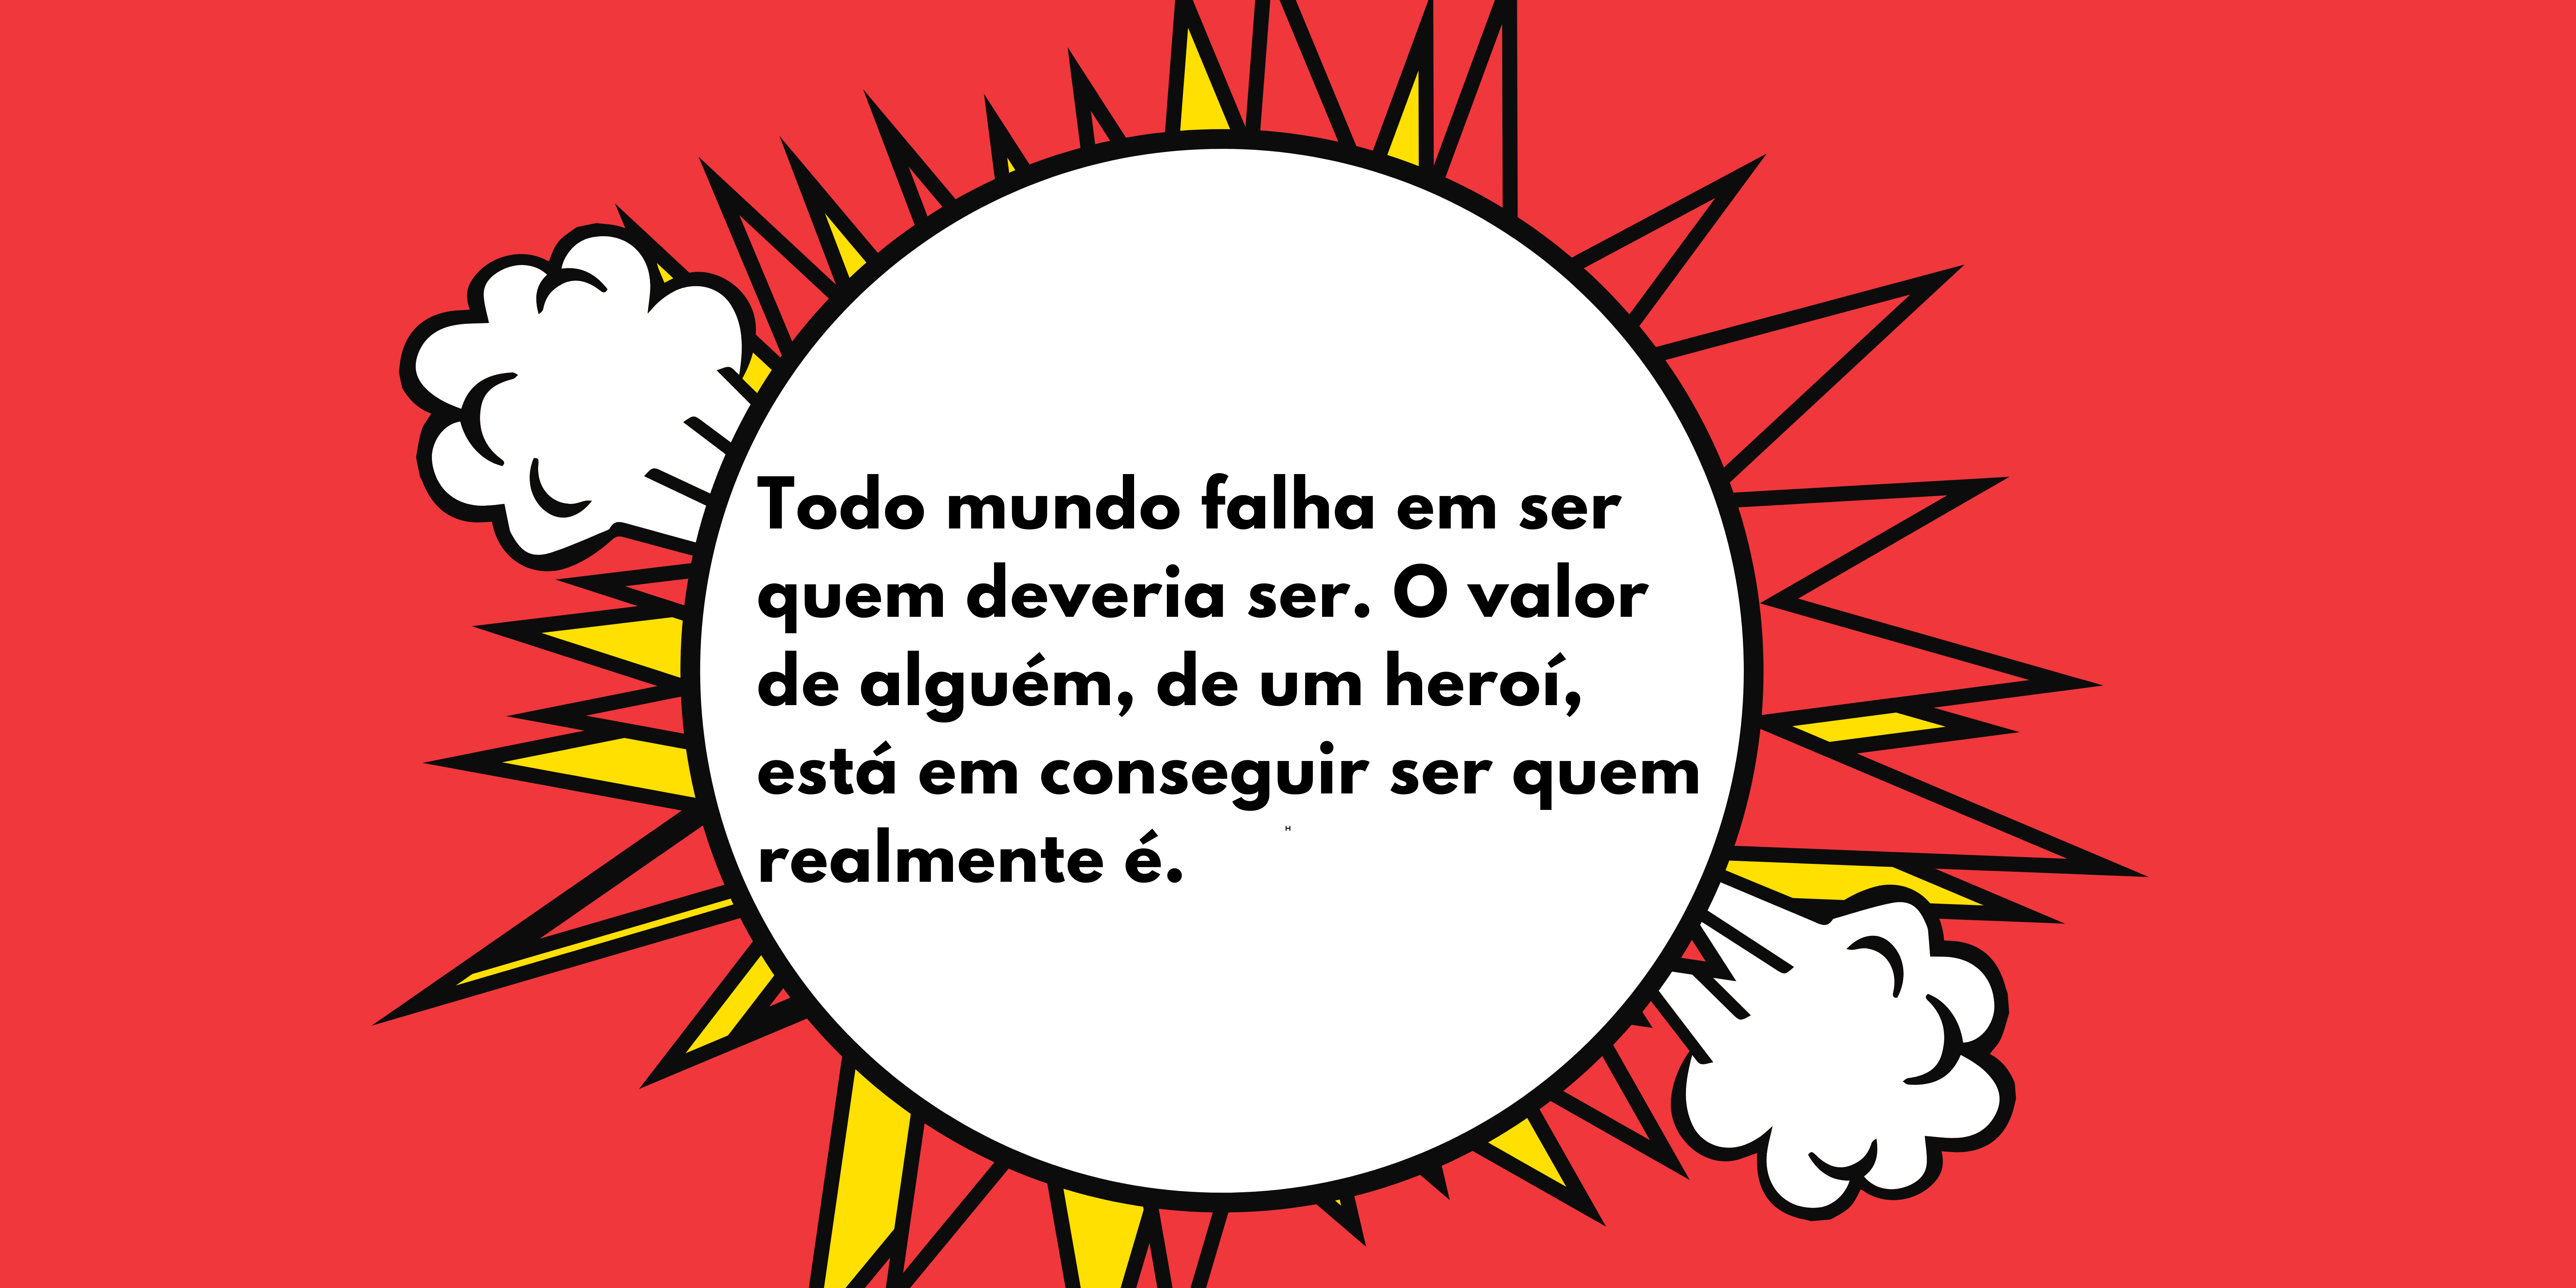 Todo mundo falha em ser
quem deveria ser. O valor
de alguém, de um heroí,
está em conseguir ser quem
H
realmente é.